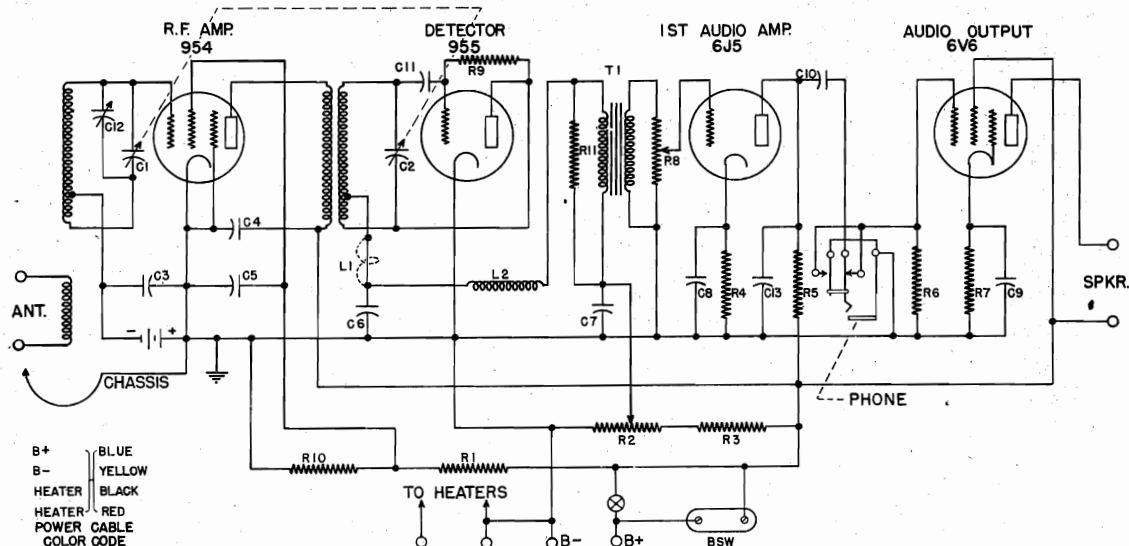 R.F. AMP.
954
DETECTOR
955
1ST AUDIO AMP.
6J5
AUDIO OUTPUT
6V6
C12
C1
C11
R9
C2
T1
R11
R8
C10
C4
C3
C5
L1
L2
C6
C7
C8
R4
C13
R5
R6
R7
C9
ANT.
SPKR.
- +
CHASSIS
PHONE
R2
R3
R10
R1
B+ BLUE
B- YELLOW
HEATER BLACK
HEATER RED
POWER CABLE
COLOR CODE
TO HEATERS
B-
B+
BSW